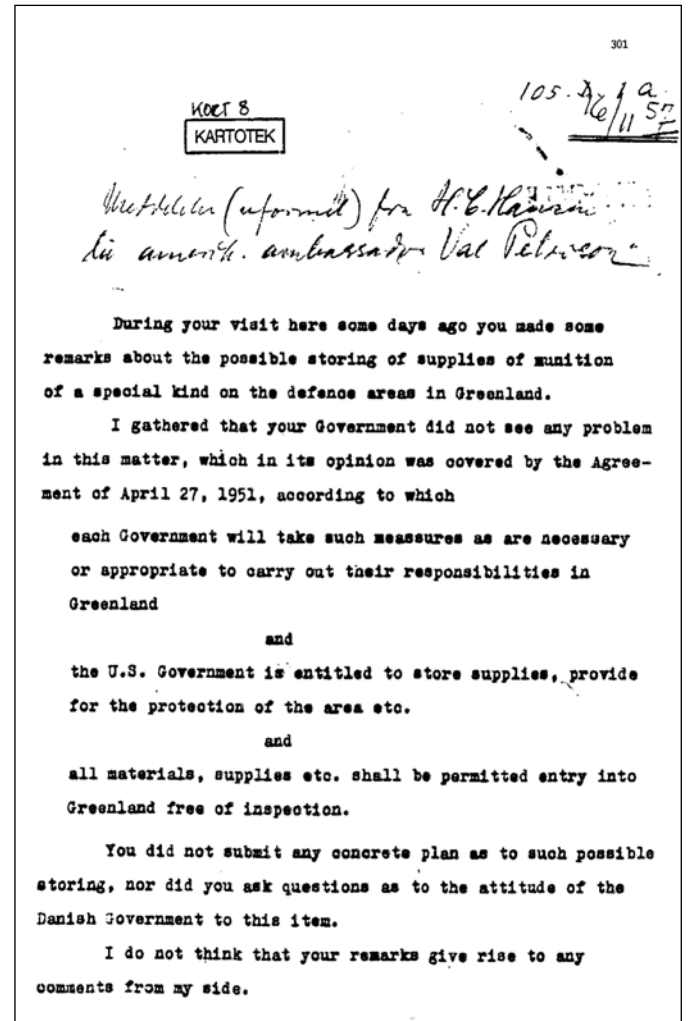 301
105. D. 1 a.
16/11 57
KORT 8
KARTOTEK
(uformel) fra H.C. Hansen
til amerik. ambassadør Val Peterson
During your visit here some days ago you made some
remarks about the possible storing of supplies of munition
of a special kind on the defence areas in Greenland.
I gathered that your Government did not see any problem
in this matter, which in its opinion was covered by the Agree-
ment of April 27, 1951, according to which
each Government will take such meassures as are necessary
or appropriate to carry out their responsibilities in
Greenland
and
the U.S. Government is entitled to store supplies, provide
for the protection of the area etc.
and
all materials, supplies etc. shall be permitted entry into
Greenland free of inspection.
You did not submit any concrete plan as to such possible
storing, nor did you ask questions as to the attitude of the
Danish Government to this item.
I do not think that your remarks give rise to any
comments from my side.